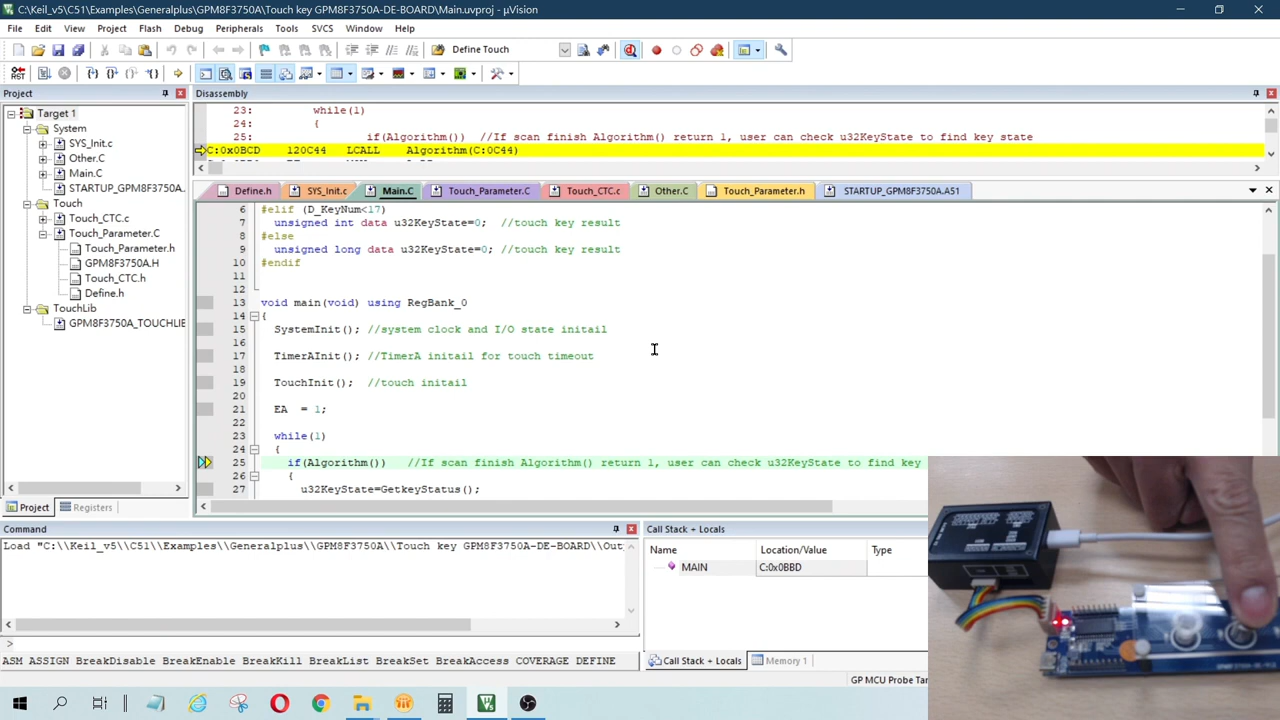 C:\Keil_v5\C51\Examples\Generalplus\GPM8F3750A\Touch key GPM8F3750A-DE-BOARD\Main.uvproj - µVision
File Edit View Project Flash Debug Peripherals Tools SVCS Window Help
Define Touch
Project
Target 1
System
SYS_Init.c
Other.C
Main.C
STARTUP_GPM8F3750A.
Touch
Touch_CTC.c
Touch_Parameter.C
Touch_Parameter.h
GPM8F3750A.H
Touch_CTC.h
Define.h
TouchLib
GPM8F3750A_TOUCHLIB
Project Registers
Disassembly
23: while(1)
24: {
25: if(Algorithm()) //If scan finish Algorithm() return 1, user can check u32KeyState to find key state
C:0x0BCD 120C44 LCALL Algorithm(C:0C44)
Define.h SYS_Init.c Main.C Touch_Parameter.C Touch_CTC.c Other.C Touch_Parameter.h STARTUP_GPM8F3750A.A51
6 #elif (D_KeyNum<17)
7 unsigned int data u32KeyState=0; //touch key result
8 #else
9 unsigned long data u32KeyState=0; //touch key result
10 #endif
11
12
13 void main(void) using RegBank_0
14 {
15 SystemInit(); //system clock and I/O state initail
16
17 TimerAInit(); //TimerA initail for touch timeout
18
19 TouchInit(); //touch initail
20
21 EA = 1;
22
23 while(1)
24 {
25 if(Algorithm()) //If scan finish Algorithm() return 1, user can check u32KeyState to find key
26 {
27 u32KeyState=GetkeyStatus();
Command
Load "C:\\Keil_v5\\C51\\Examples\\Generalplus\\GPM8F3750A\\Touch key GPM8F3750A-DE-BOARD\\Out
>
ASM ASSIGN BreakDisable BreakEnable BreakKill BreakList BreakSet BreakAccess COVERAGE DEFINE
Call Stack + Locals
Name Location/Value Type
MAIN C:0x0BBD
Call Stack + Locals Memory 1
GP MCU Probe Tar